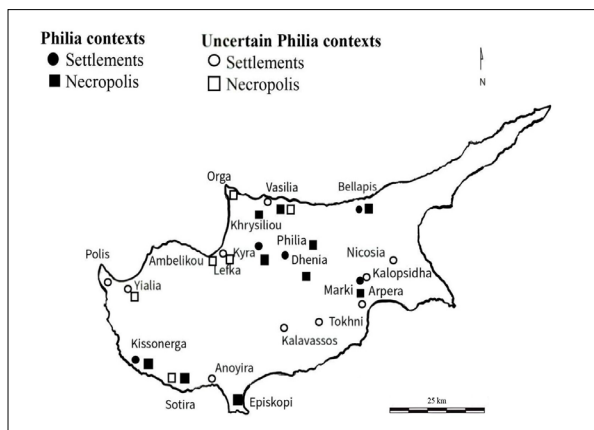 Philia contexts
Settlements
Necropolis
Uncertain Philia contexts
Settlements
Necropolis
N
Orga
Vasilia
Bellapis
Khrysiliou
Philia
Kyra
Dhenia
Nicosia
Ambelikou
Lefka
Polis
Kalopsidha
Yialia
Marki
Arpera
Tokhni
Kalavassos
Kissonerga
Anoyira
Sotira
Episkopi
25 km